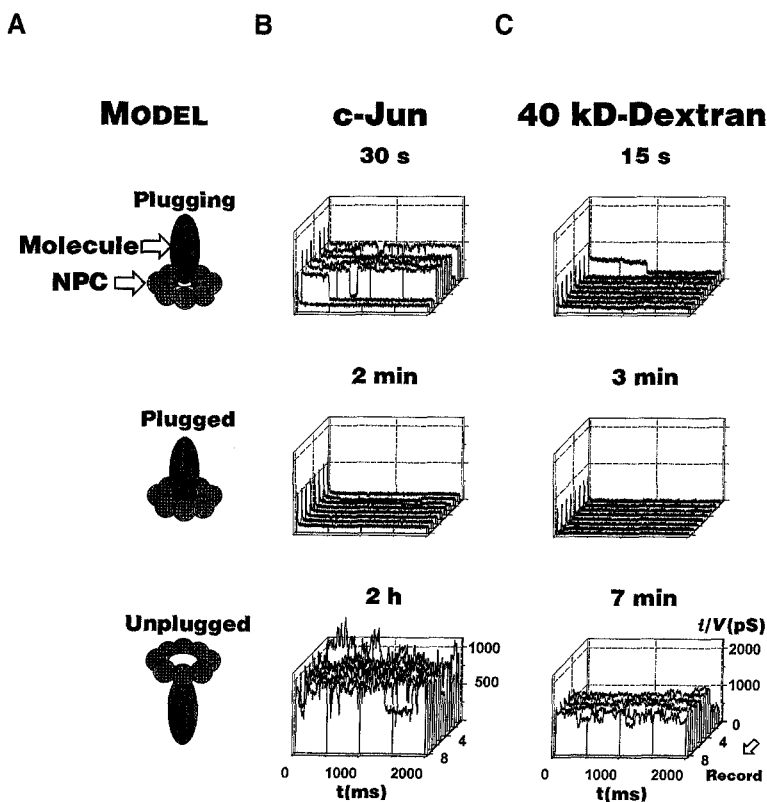 A
B
C
MODEL
c-Jun
40 kD-Dextran
30 s
15 s
Plugging
Molecule
NPC
2 min
3 min
Plugged
2 h
7 min
Unplugged
i/V(pS)
1000
500
2000
1000
0
4
8
4
8
Record
0 1000 2000
t(ms)
0 1000 2000
t(ms)